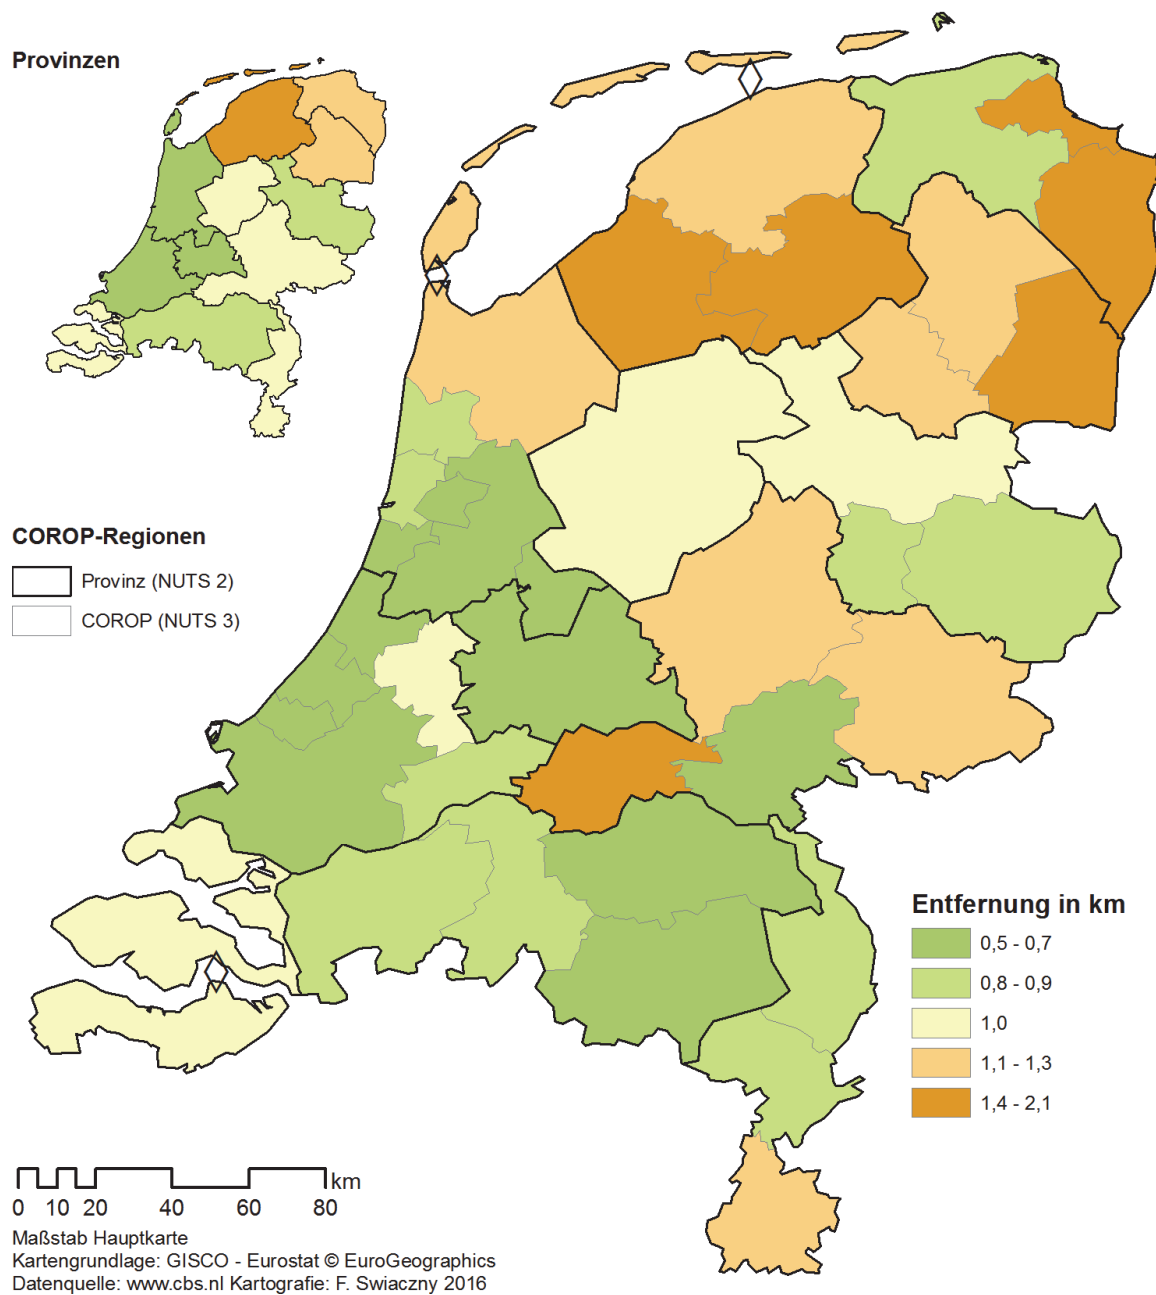 Provinzen
COROP-Regionen
Provinz (NUTS 2)
COROP (NUTS 3)
Entfernung in km
0,5 - 0,7
0,8 - 0,9
1,0
1,1 - 1,3
1,4 - 2,1
km
0 10 20 40 60 80
Maßstab Hauptkarte
Kartengrundlage: GISCO - Eurostat © EuroGeographics
Datenquelle: www.cbs.nl Kartografie: F. Swiaczny 2016